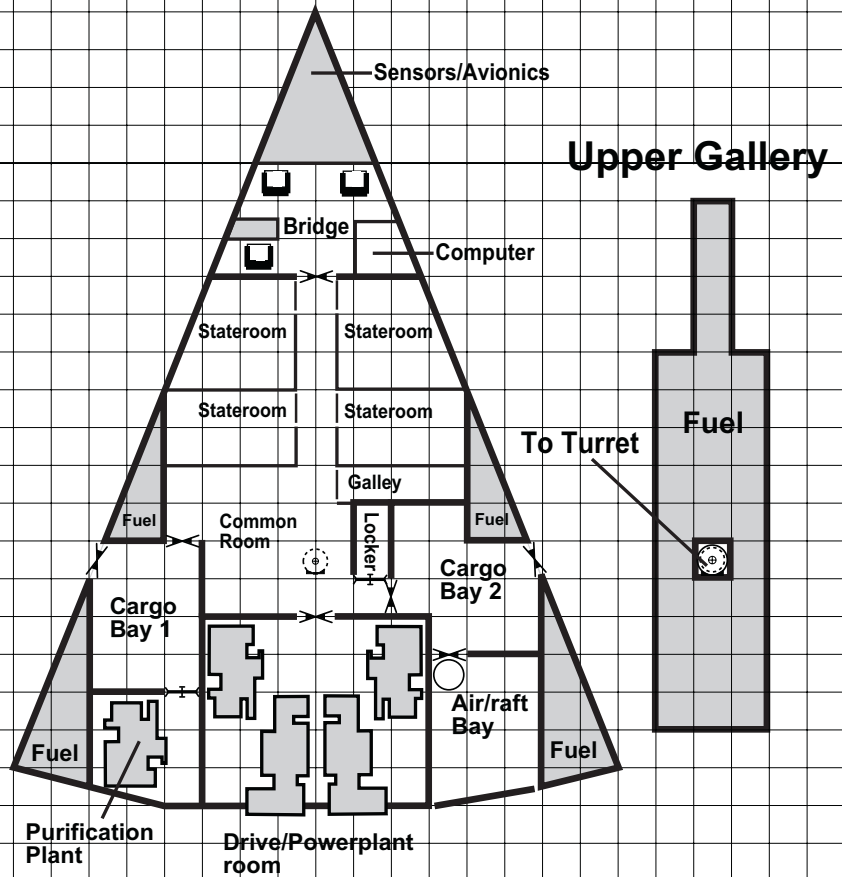 Sensors/Avionics
Upper Gallery
Bridge
Computer
Stateroom
Stateroom
Stateroom
Stateroom
Fuel
To Turret
Galley
Fuel
Common
Room
Locker
Fuel
Cargo
Bay 2
Cargo
Bay 1
Air/raft
Bay
Fuel
Fuel
Purification
Plant
Drive/Powerplant
room